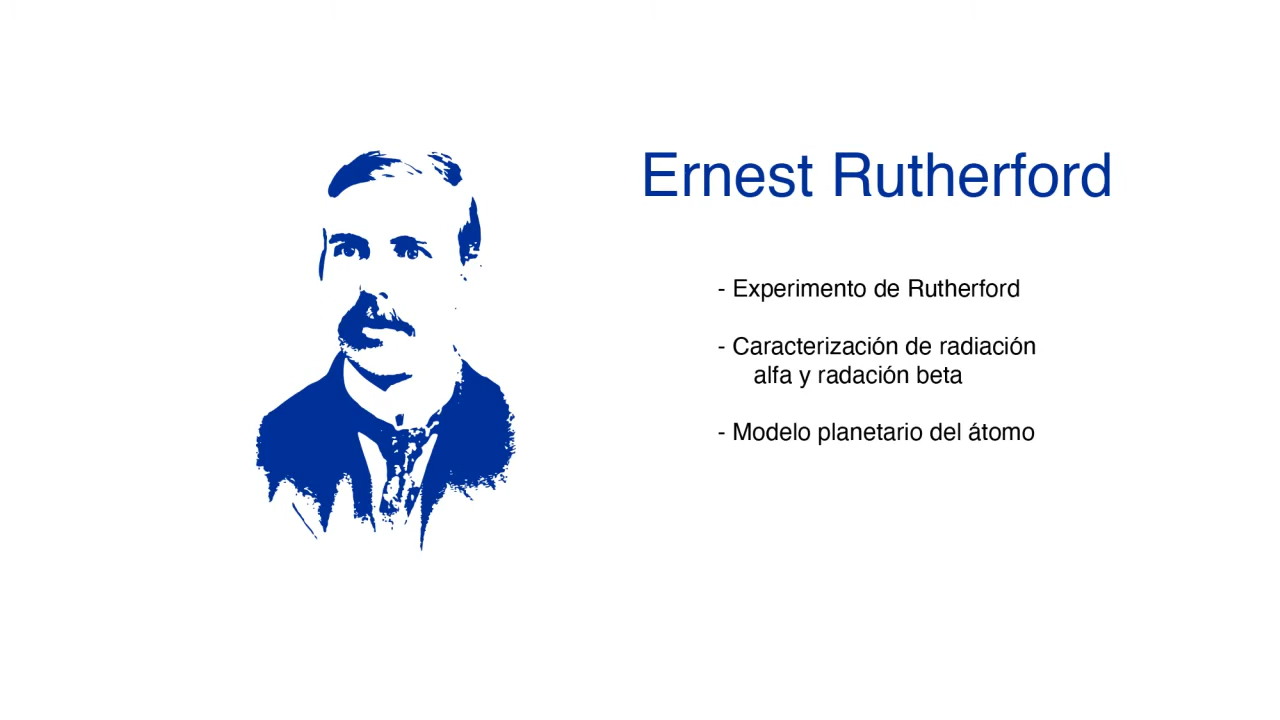 Ernest Rutherford
- Experimento de Rutherford
- Caracterización de radiación
alfa y radación beta
- Modelo planetario del átomo